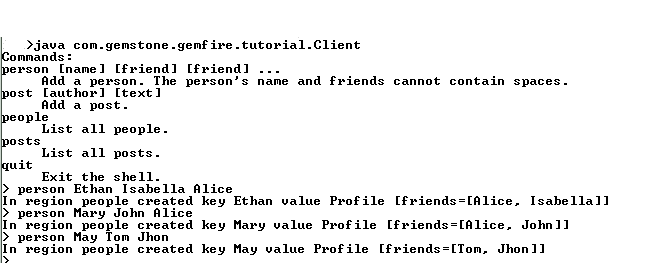 >java com.gemstone.gemfire.tutorial.Client
Commands:
person [name] [friend] [friend] ...
Add a person. The person's name and friends cannot contain spaces.
post [author] [text]
Add a post.
people
List all people.
posts
List all posts.
quit
Exit the shell.
> person Ethan Isabella Alice
In region people created key Ethan value Profile [friends=[Alice, Isabella]]
> person Mary John Alice
In region people created key Mary value Profile [friends=[Alice, John]]
> person May Tom Jhon
In region people created key May value Profile [friends=[Tom, Jhon]]
>